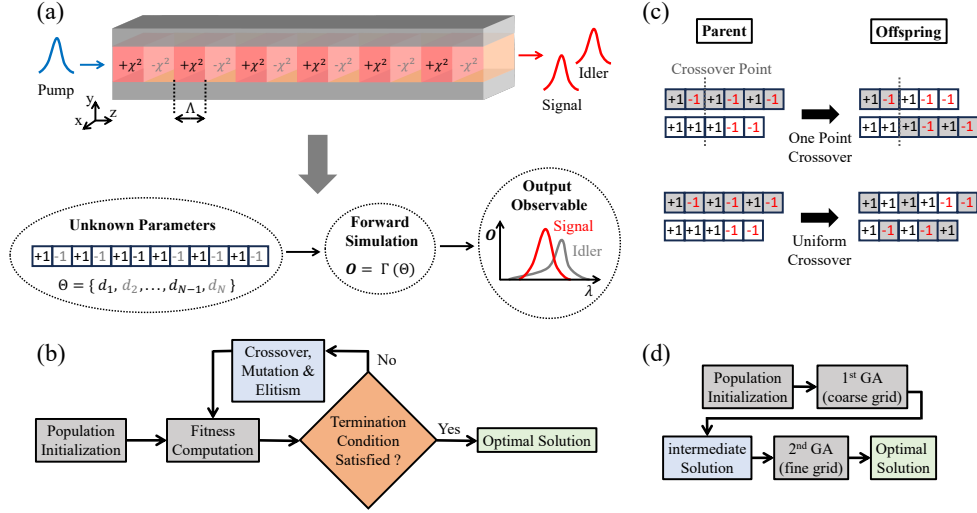 (a)
+χ² -χ² +χ² -χ² +χ² -χ² +χ² -χ² +χ² -χ² +χ² -χ²
Pump
Idler
Signal
Λ
y
x
z
Unknown Parameters
+1 -1 +1 -1 +1 -1 +1 -1 +1 -1 +1 -1
Θ = { d₁, d₂, ..., dN−1, dN }
Forward
Simulation
O = Γ (Θ)
Output
Observable
O
Signal
Idler
λ
(b)
Population
Initialization
Fitness
Computation
Crossover,
Mutation &
Elitism
No
Termination
Condition
Satisfied ?
Yes
Optimal Solution
(c)
Parent
Offspring
Crossover Point
+1 -1 +1 -1 +1 -1
+1 +1 +1 -1 -1
One Point
Crossover
+1 -1 +1 -1 -1
+1 +1 +1 -1 +1 -1
+1 -1 +1 -1 +1 -1
+1 +1 +1 -1 -1
Uniform
Crossover
+1 +1 +1 +1 -1 -1
+1 -1 +1 -1 +1
(d)
Population
Initialization
1st GA
(coarse grid)
intermediate
Solution
2nd GA
(fine grid)
Optimal
Solution